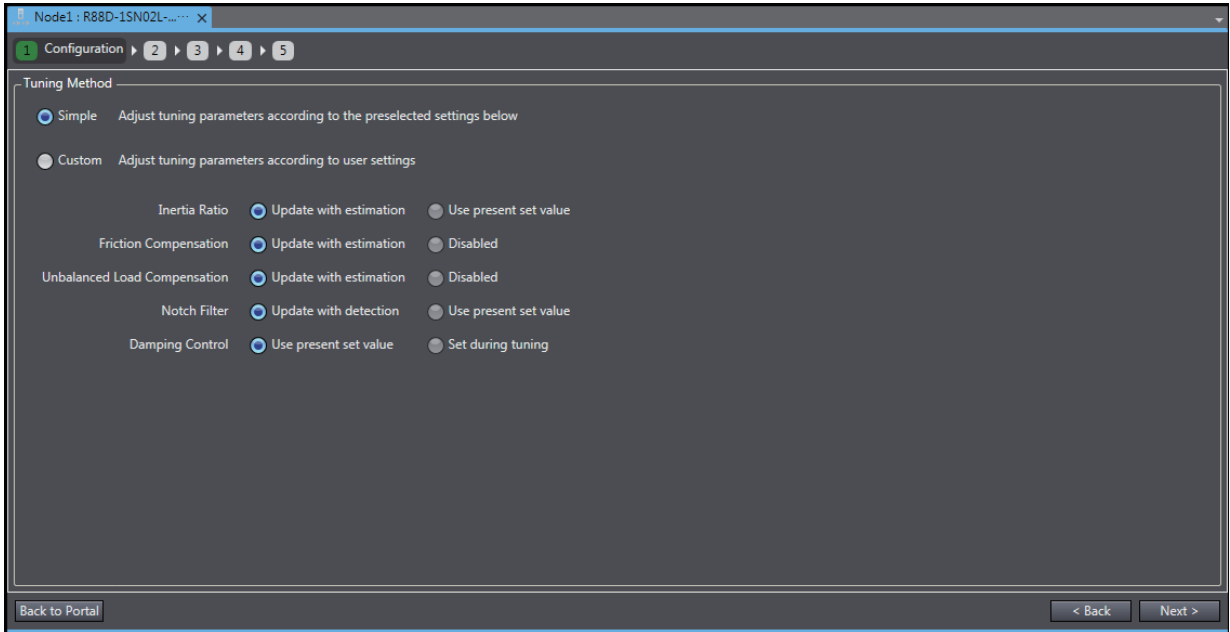 Node1 : R88D-1SN02L-...··· X
1 Configuration 2 3 4 5
Tuning Method
Simple Adjust tuning parameters according to the preselected settings below
Custom Adjust tuning parameters according to user settings
Inertia Ratio Update with estimation Use present set value
Friction Compensation Update with estimation Disabled
Unbalanced Load Compensation Update with estimation Disabled
Notch Filter Update with detection Use present set value
Damping Control Use present set value Set during tuning
Back to Portal < Back Next >